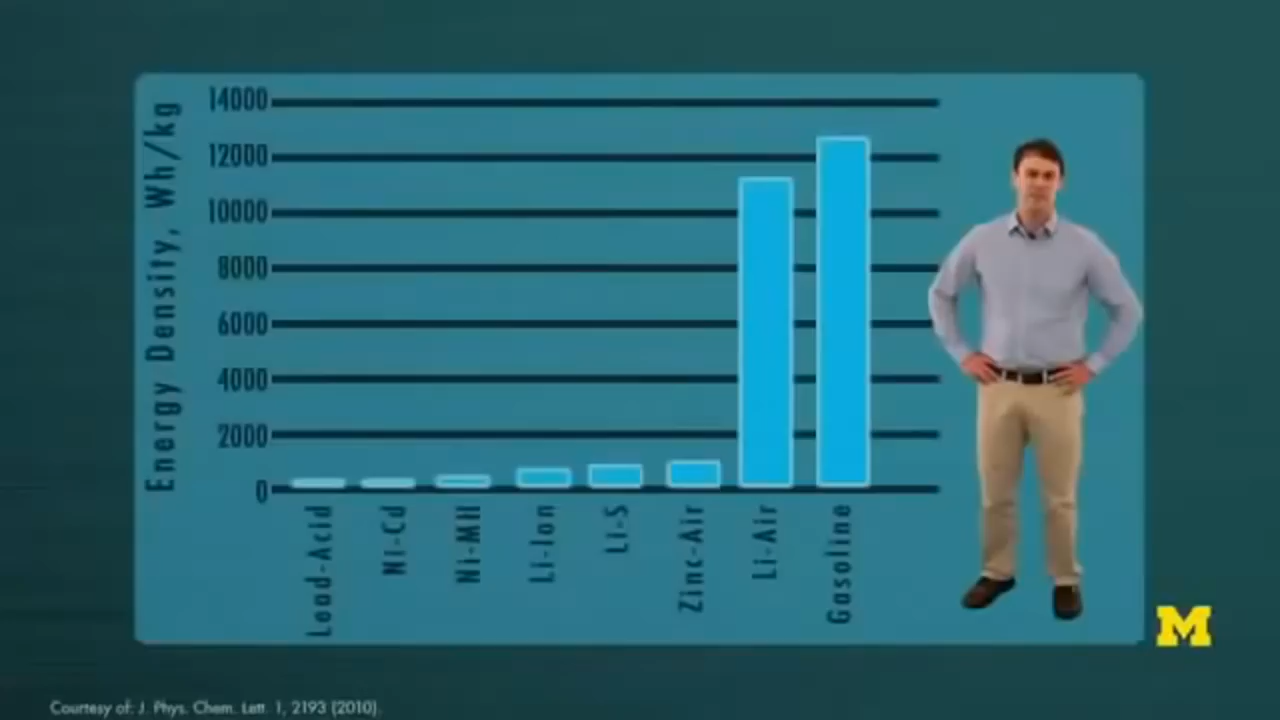 Energy Density, Wh/kg
14000
12000
10000
8000
6000
4000
2000
0
Lead-Acid
Ni-Cd
Ni-MH
Li-Ion
Li-S
Zinc-Air
Li-Air
Gasoline
M
Courtesy of: J. Phys. Chem. Lett. 1, 2193 (2010).